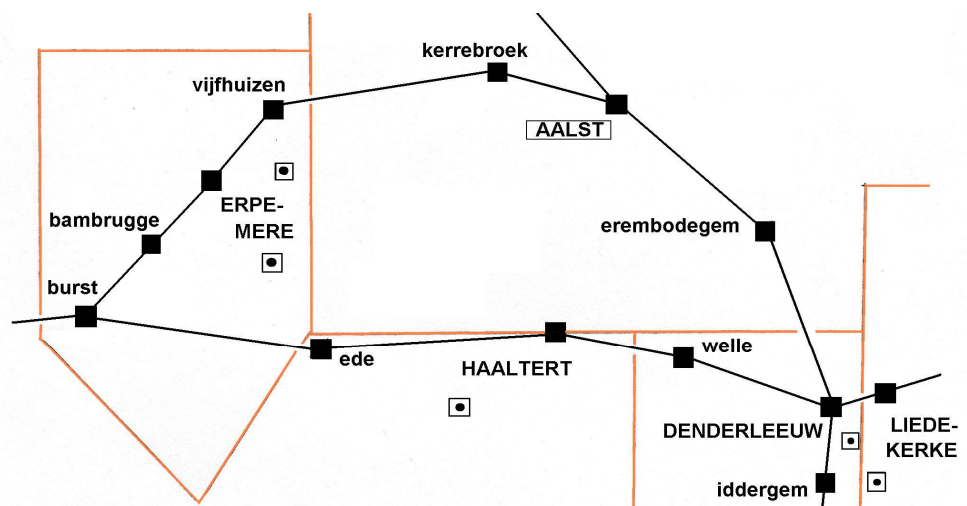 kerrebroek
vijfhuizen
AALST
ERPE-
MERE
bambrugge
erembodegem
burst
ede
HAALTERT
welle
DENDERLEEUW
LIEDE-
KERKE
iddergem